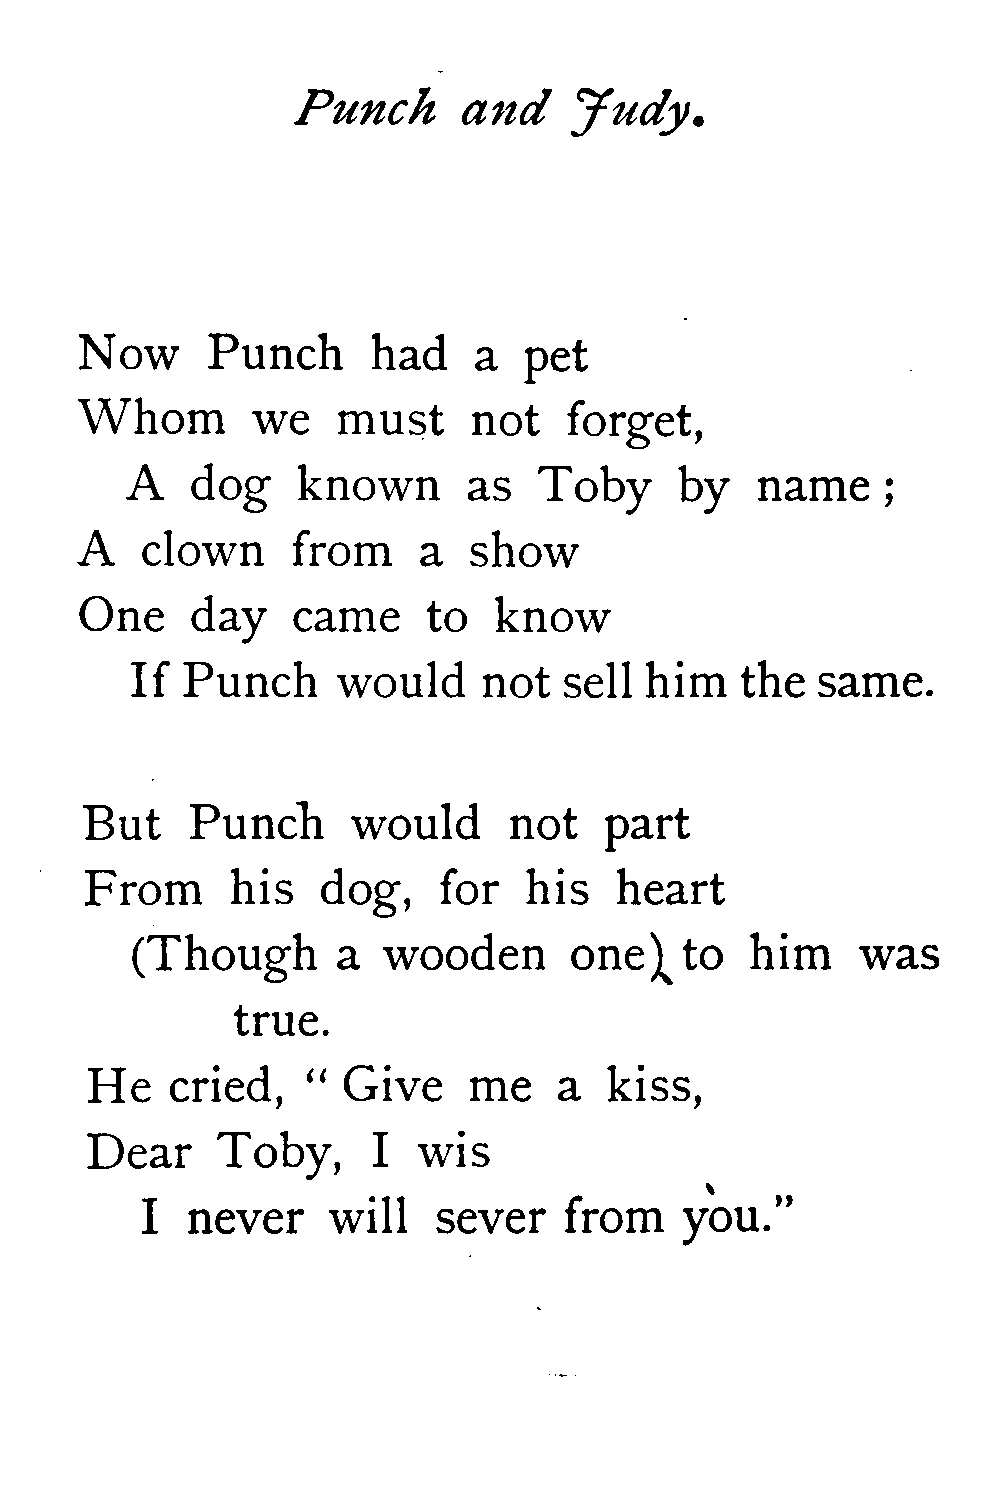 Punch and Judy.
Now Punch had a pet
Whom we must not forget,
A dog known as Toby by name ;
A clown from a show
One day came to know
If Punch would not sell him the same.
But Punch would not part
From his dog, for his heart
(Though a wooden one) to him was
true.
He cried, “ Give me a kiss,
Dear Toby, I wis
I never will sever from you.”